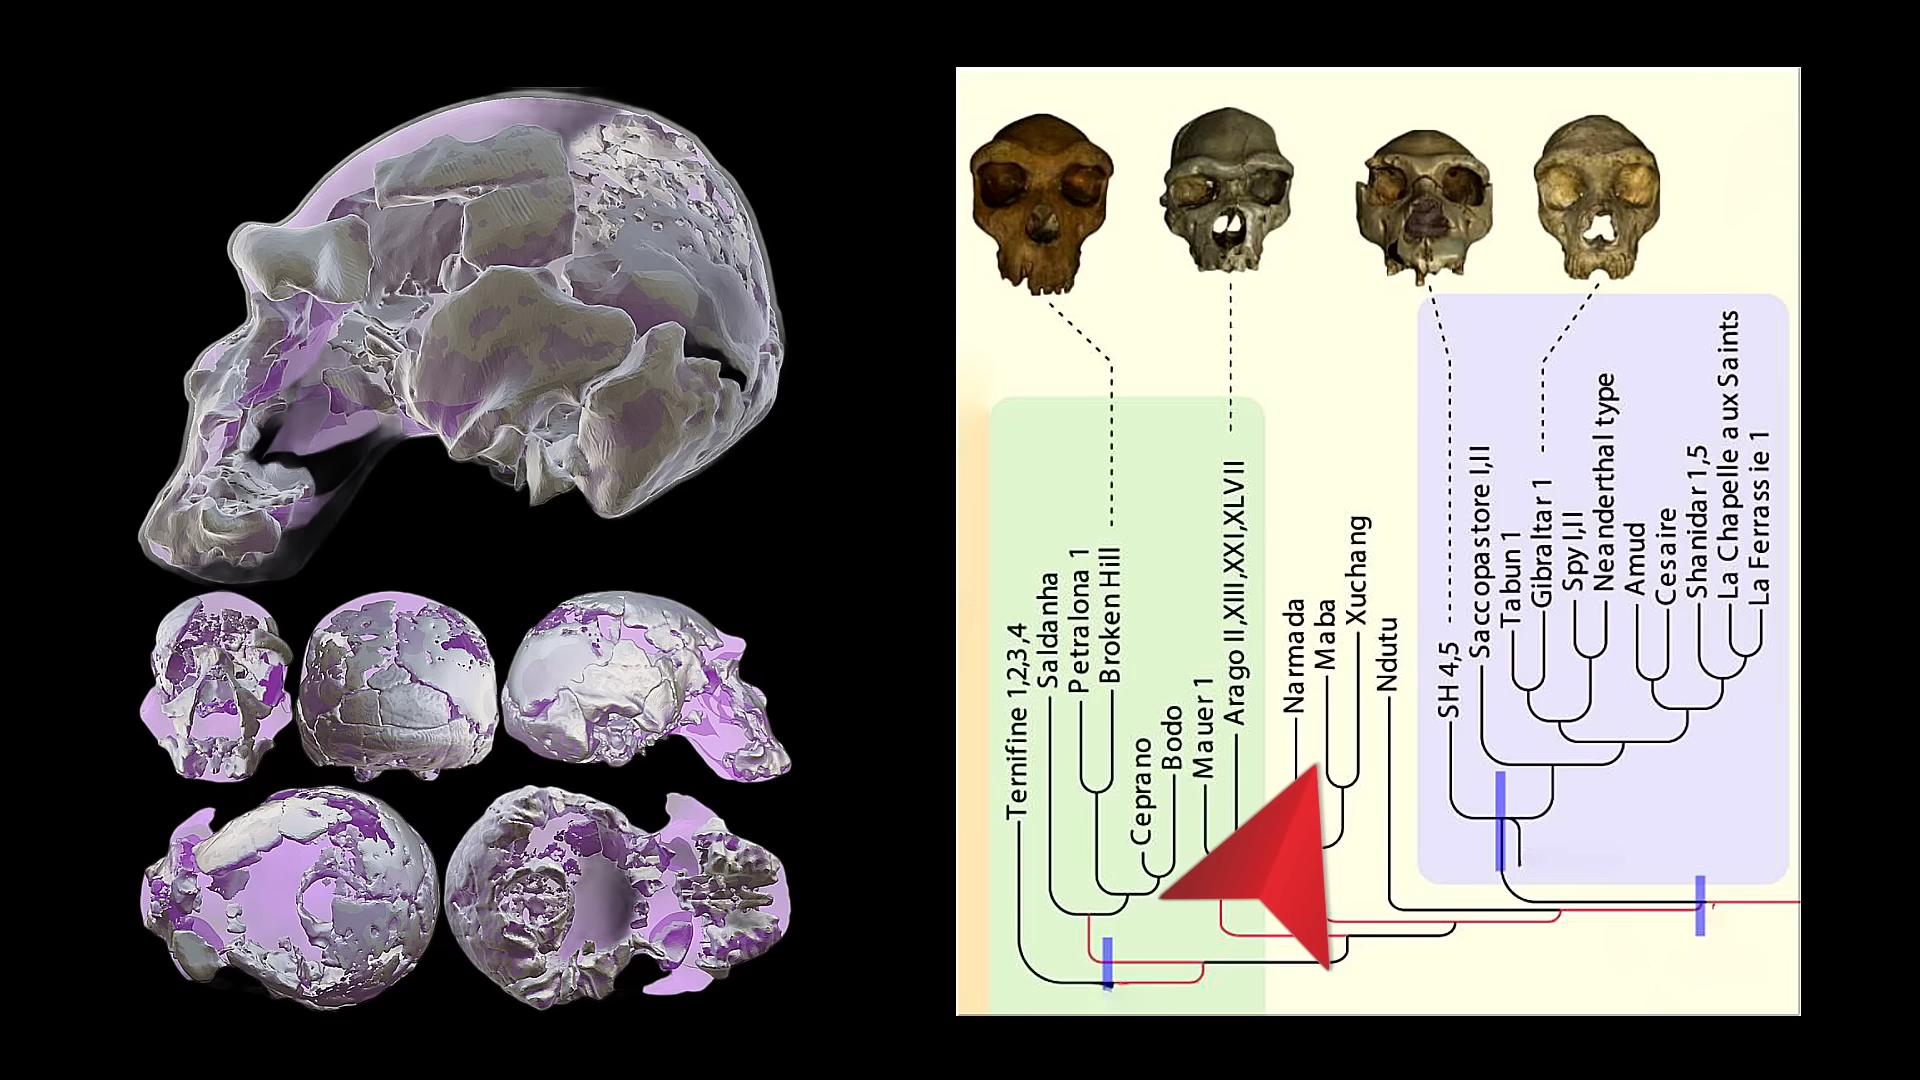 Ternifine 1,2,3,4
Saldanha
Petralona 1
Broken Hill
Ceprano
Bodo
Mauer 1
Arago II,XIII,XXI,XLVII
Narmada
Maba
Xuchang
Ndutu
SH 4,5
Saccopastore I,II
Tabun 1
Gibraltar 1
Spy I,II
Neanderthal type
Amud
Cesaire
Shanidar 1,5
La Chapelle aux Saints
La Ferrassie 1